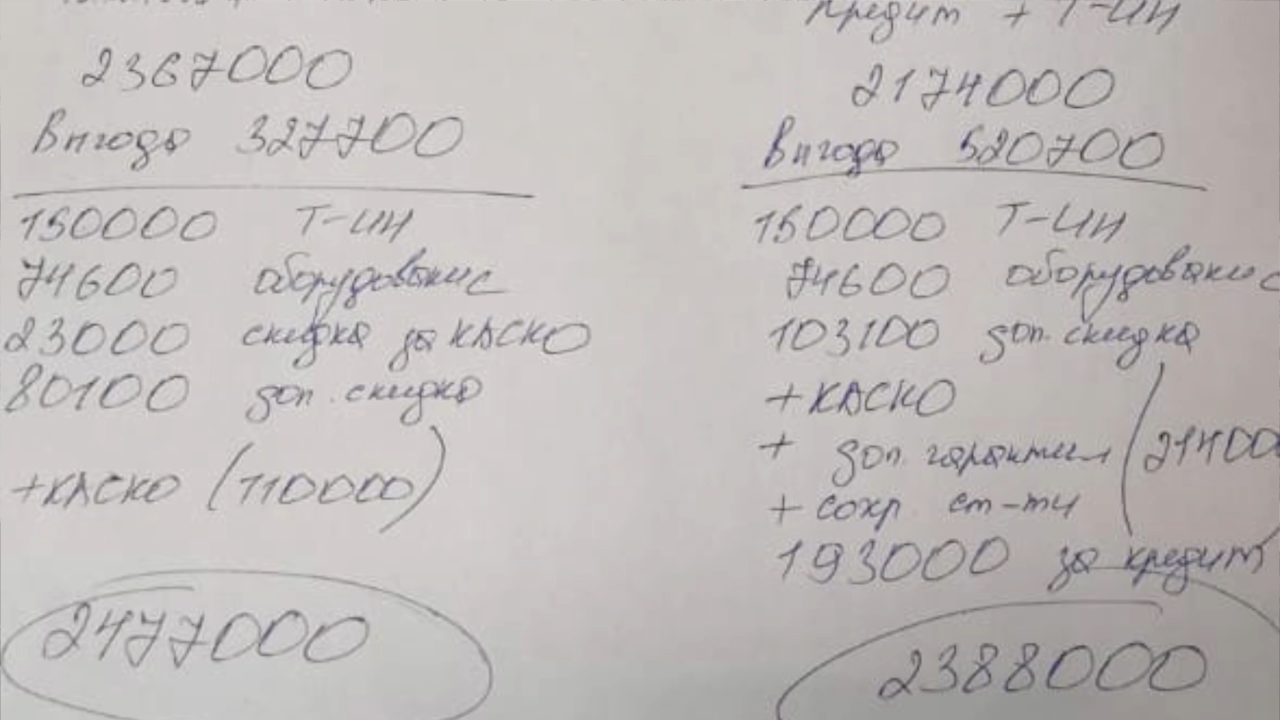 2367000
Выгода 327700
150000 Т-ин
74600 оборудование
23000 скидка за КАСКО
80100 доп. скидка
+КАСКО (110000)
2477000
Кредит + Т-ин
2174000
Выгода 520700
150000 Т-ин
74600 оборудование
103100 доп. скидка
+КАСКО
+ доп. гарантия (214000
+ сохр. ст-ти
193000 за кредит
2388000